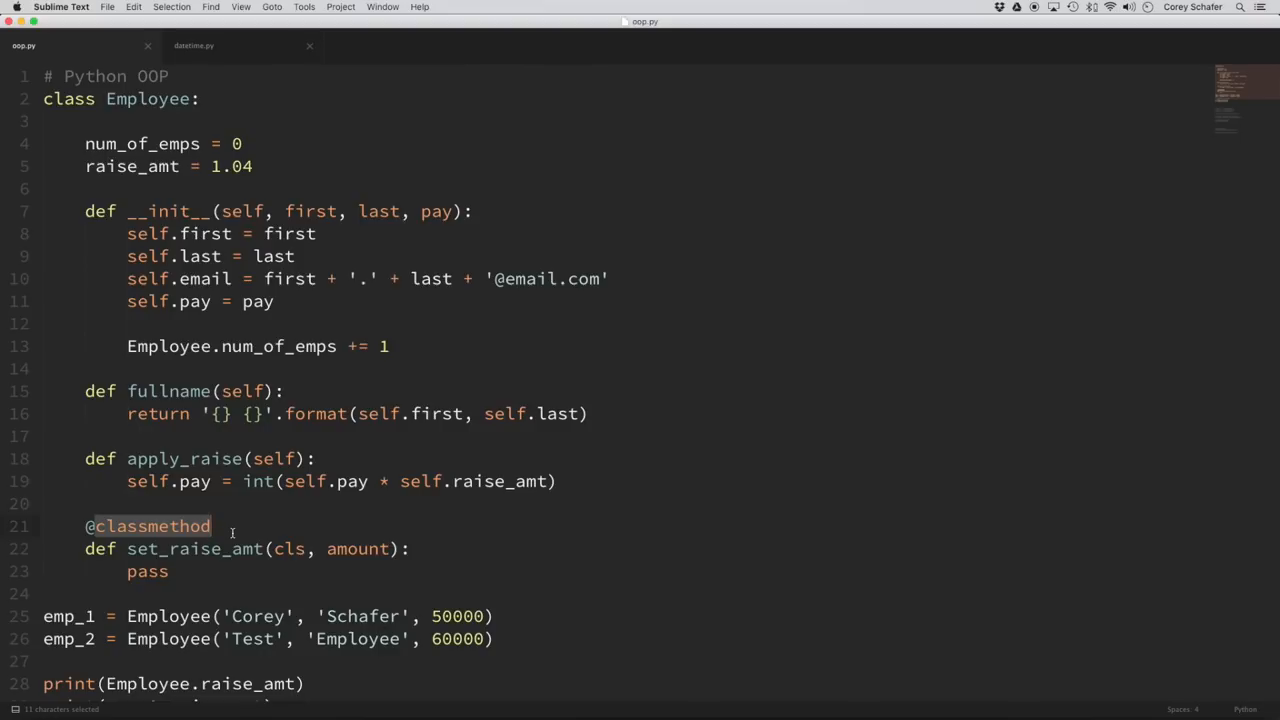 Sublime Text File Edit Selection Find View Goto Tools Project Window Help Corey Schafer
oop.py
oop.py datetime.py
1 # Python OOP
2 class Employee:
3
4 num_of_emps = 0
5 raise_amt = 1.04
6
7 def __init__(self, first, last, pay):
8 self.first = first
9 self.last = last
10 self.email = first + '.' + last + '@email.com'
11 self.pay = pay
12
13 Employee.num_of_emps += 1
14
15 def fullname(self):
16 return '{} {}'.format(self.first, self.last)
17
18 def apply_raise(self):
19 self.pay = int(self.pay * self.raise_amt)
20
21 @classmethod
22 def set_raise_amt(cls, amount):
23 pass
24
25 emp_1 = Employee('Corey', 'Schafer', 50000)
26 emp_2 = Employee('Test', 'Employee', 60000)
27
28 print(Employee.raise_amt)
11 characters selected Spaces: 4 Python